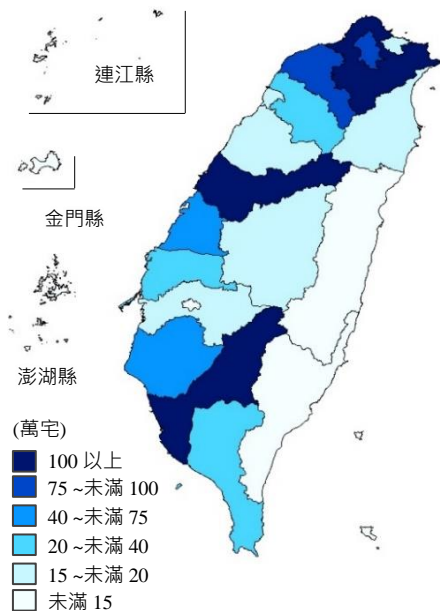 連江縣
金門縣
澎湖縣
(萬宅)
100 以上
75 ~未滿 100
40 ~未滿 75
20 ~未滿 40
15 ~未滿 20
未滿 15